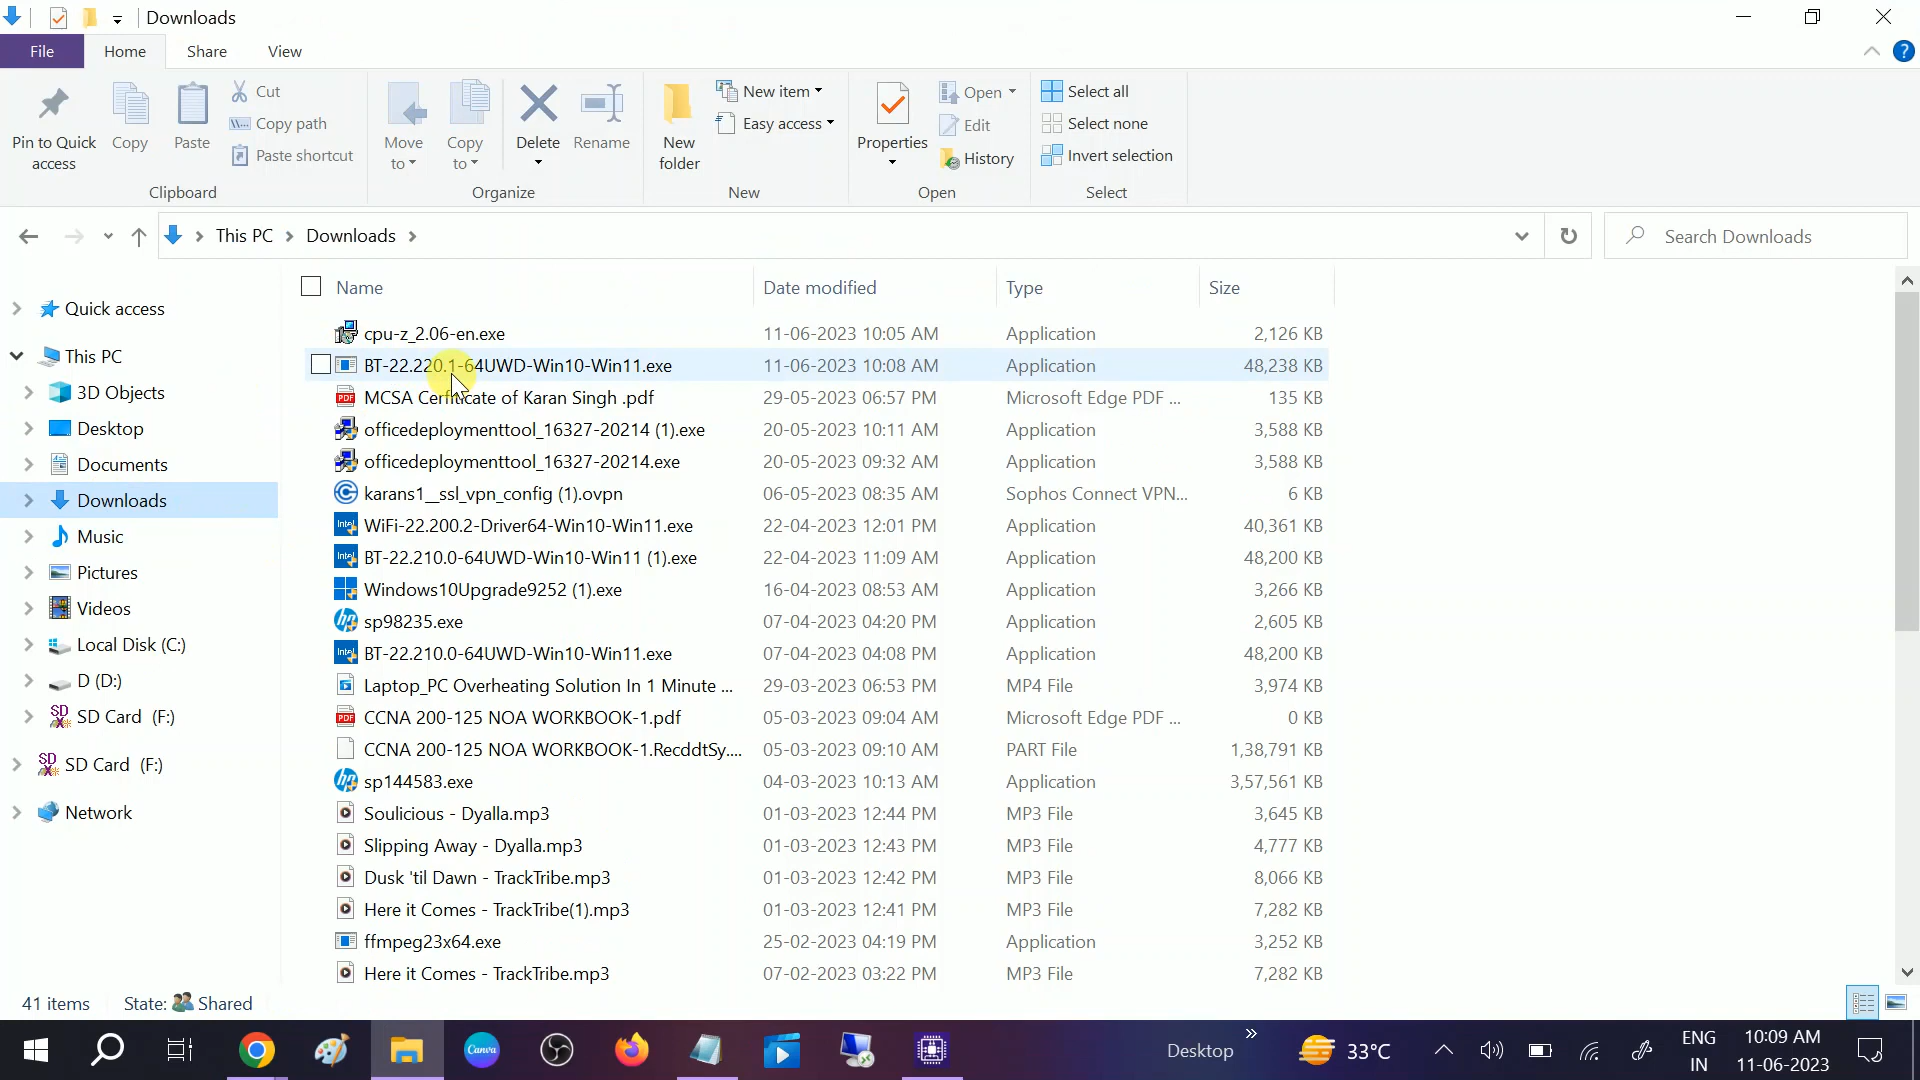 Downloads
File
Home
Share
View
Pin to Quick access
Copy
Paste
Cut
Copy path
Paste shortcut
Clipboard
Move to
Copy to
Delete
Rename
Organize
New folder
New item
Easy access
New
Properties
Open
Edit
History
Open
Select all
Select none
Invert selection
Select
This PC
Downloads
Search Downloads
Quick access
This PC
3D Objects
Desktop
Documents
Downloads
Music
Pictures
Videos
Local Disk (C:)
D (D:)
SD Card (F:)
SD Card (F:)
Network
Name Date modified Type Size
cpu-z_2.06-en.exe 11-06-2023 10:05 AM Application 2,126 KB
BT-22.220.1-64UWD-Win10-Win11.exe 11-06-2023 10:08 AM Application 48,238 KB
MCSA Certficate of Karan Singh .pdf 29-05-2023 06:57 PM Microsoft Edge PDF ... 135 KB
officedeploymenttool_16327-20214 (1).exe 20-05-2023 10:11 AM Application 3,588 KB
officedeploymenttool_16327-20214.exe 20-05-2023 09:32 AM Application 3,588 KB
karans1__ssl_vpn_config (1).ovpn 06-05-2023 08:35 AM Sophos Connect VPN... 6 KB
WiFi-22.200.2-Driver64-Win10-Win11.exe 22-04-2023 12:01 PM Application 40,361 KB
BT-22.210.0-64UWD-Win10-Win11 (1).exe 22-04-2023 11:09 AM Application 48,200 KB
Windows10Upgrade9252 (1).exe 16-04-2023 08:53 AM Application 3,266 KB
sp98235.exe 07-04-2023 04:20 PM Application 2,605 KB
BT-22.210.0-64UWD-Win10-Win11.exe 07-04-2023 04:08 PM Application 48,200 KB
Laptop_PC Overheating Solution In 1 Minute ... 29-03-2023 06:53 PM MP4 File 3,974 KB
CCNA 200-125 NOA WORKBOOK-1.pdf 05-03-2023 09:04 AM Microsoft Edge PDF ... 0 KB
CCNA 200-125 NOA WORKBOOK-1.RecddtSy.... 05-03-2023 09:10 AM PART File 1,38,791 KB
sp144583.exe 04-03-2023 10:13 AM Application 3,57,561 KB
Soulicious - Dyalla.mp3 01-03-2023 12:44 PM MP3 File 3,645 KB
Slipping Away - Dyalla.mp3 01-03-2023 12:43 PM MP3 File 4,777 KB
Dusk 'til Dawn - TrackTribe.mp3 01-03-2023 12:42 PM MP3 File 8,066 KB
Here it Comes - TrackTribe(1).mp3 01-03-2023 12:41 PM MP3 File 7,282 KB
ffmpeg23x64.exe 25-02-2023 04:19 PM Application 3,252 KB
Here it Comes - TrackTribe.mp3 07-02-2023 03:22 PM MP3 File 7,282 KB
41 items State: Shared
Canva
Desktop
33°C
ENG
IN
10:09 AM
11-06-2023